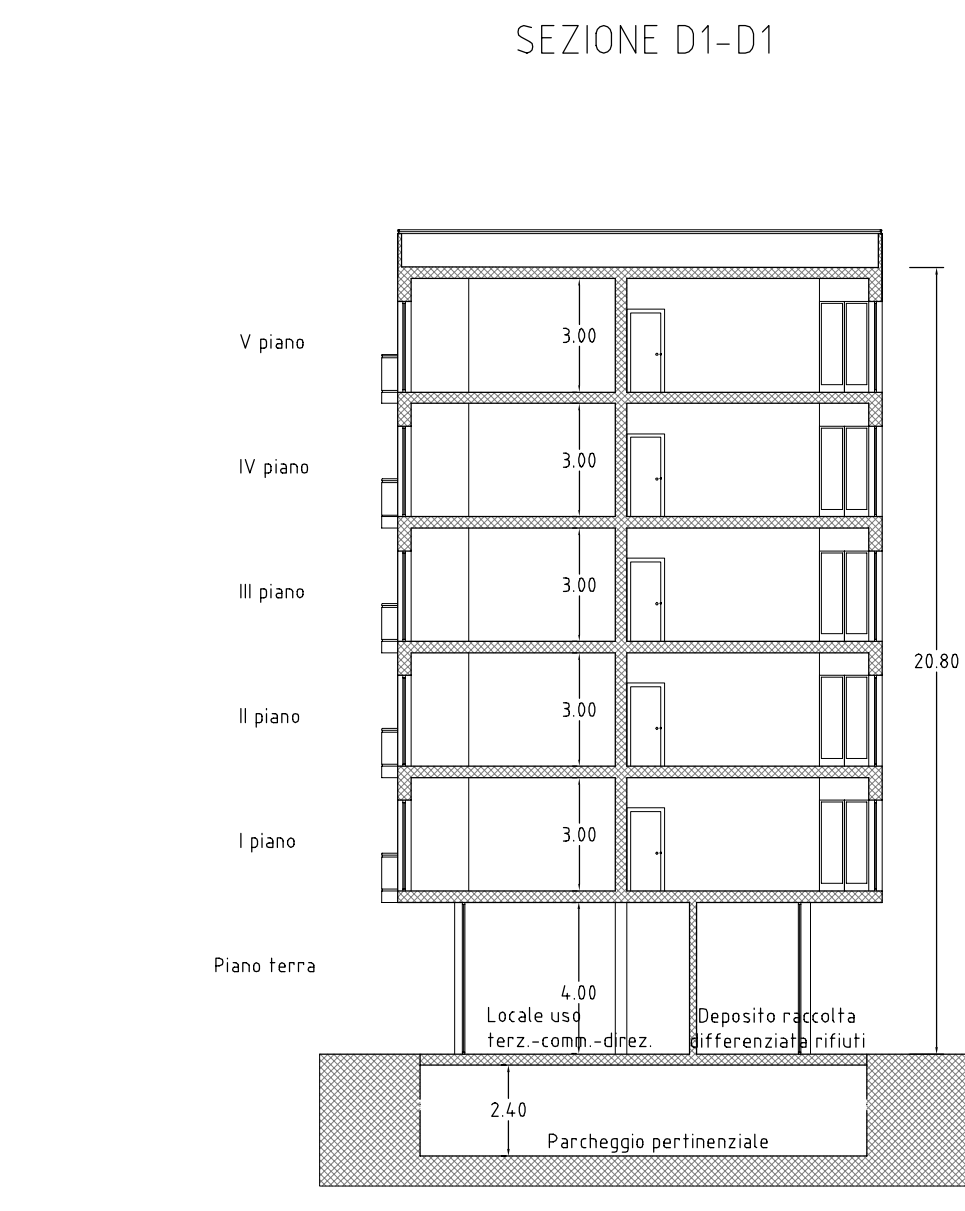 SEZIONE D1-D1
V piano
3.00
IV piano
3.00
III piano
3.00
20.80
II piano
3.00
I piano
3.00
Piano terra
4.00
Locale uso
terz.-comm.-direz.
Deposito raccolta
differenziata rifiuti
2.40
Parcheggio pertinenziale